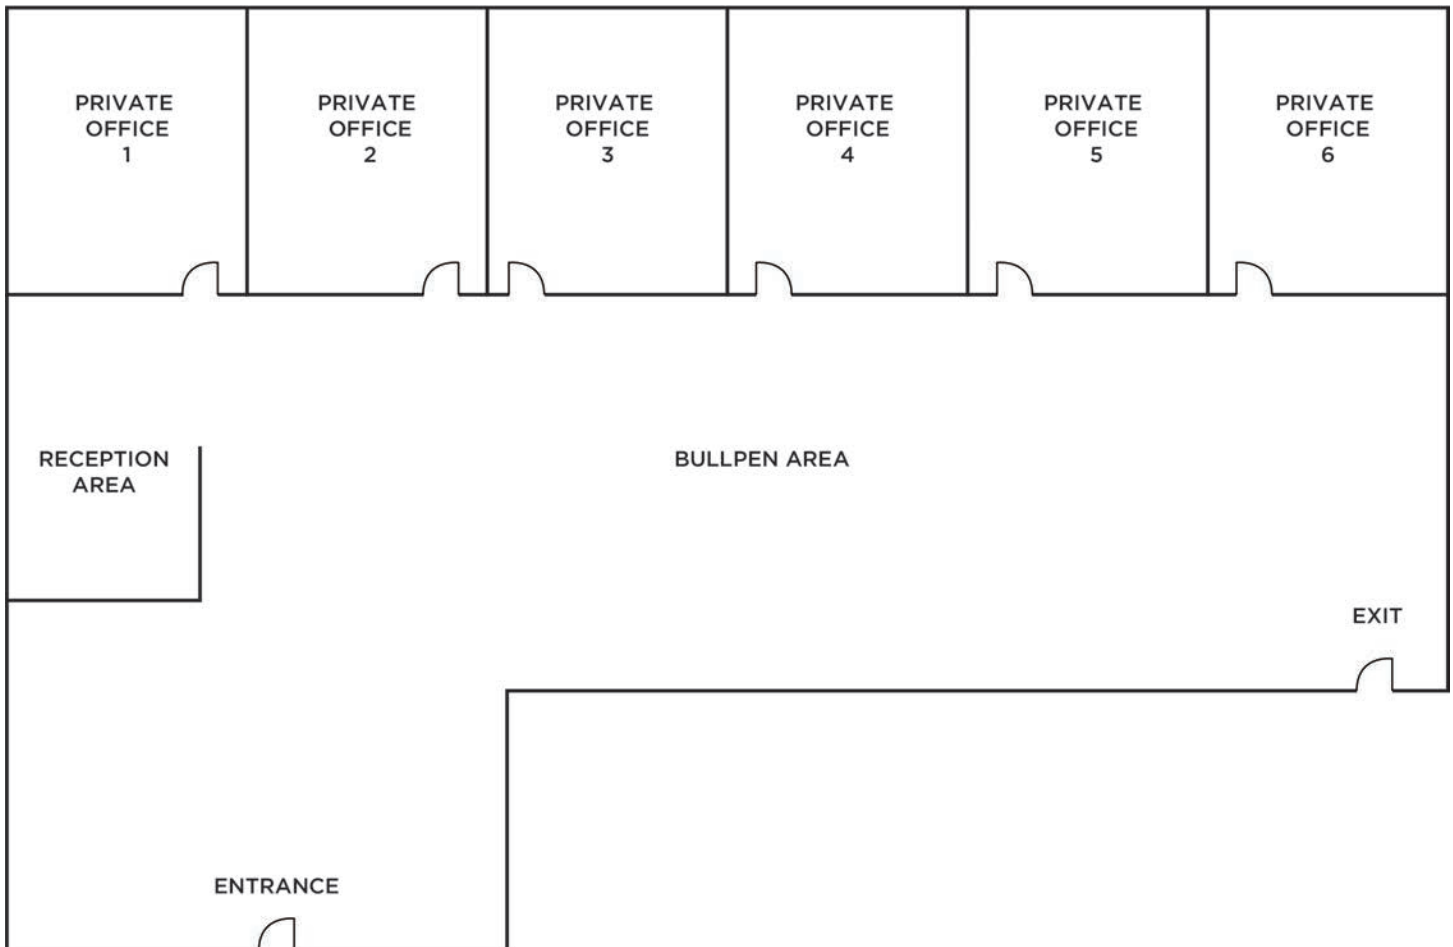 PRIVATE
OFFICE
1
PRIVATE
OFFICE
2
PRIVATE
OFFICE
3
PRIVATE
OFFICE
4
PRIVATE
OFFICE
5
PRIVATE
OFFICE
6
RECEPTION
AREA
BULLPEN AREA
EXIT
ENTRANCE